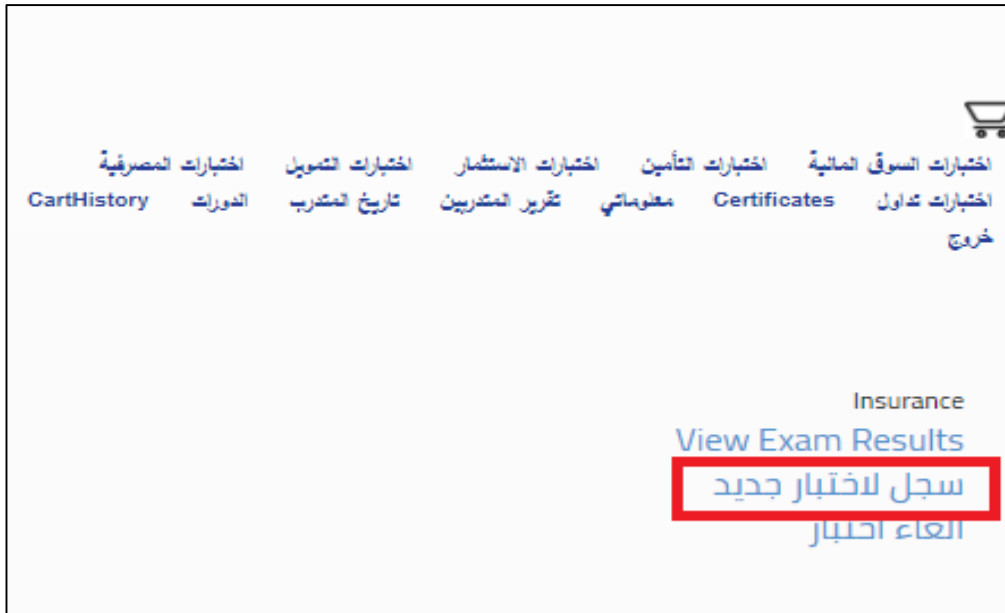 اختبارات السوق المالية اختبارات التأمين اختبارات الاستثمار اختبارات التمويل اختبارات المصرفية
اختبارات تداول Certificates معلوماتي تقرير المتدربين تاريخ المتدرب الدورات CartHistory
خروج
Insurance
View Exam Results
سجل لاختبار جديد
الغاء اختبار